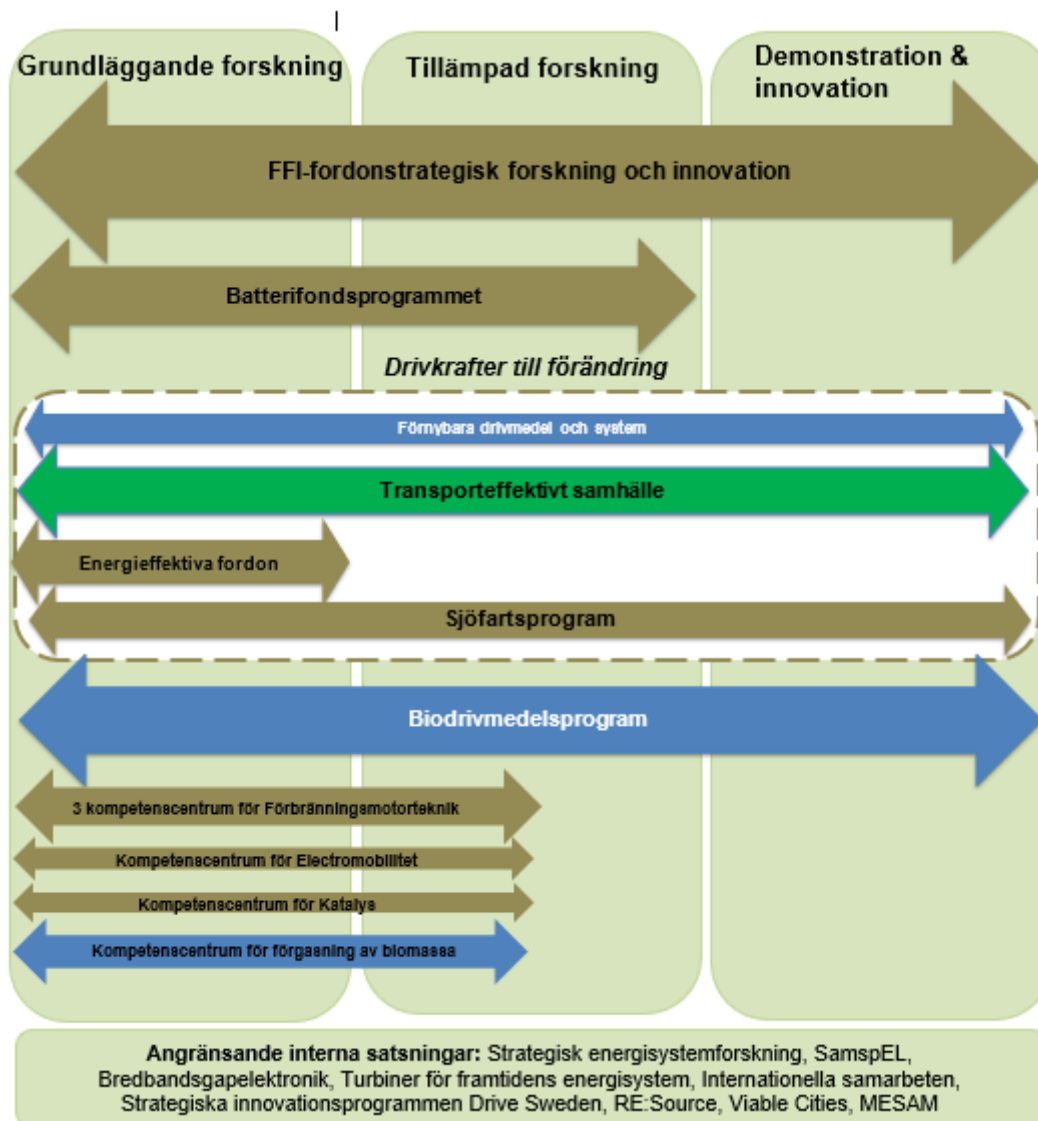 Grundläggande forskning
Tillämpad forskning
Demonstration &
innovation
FFI-fordonstrategisk forskning och innovation
Batterifondsprogrammet
Drivkrafter till förändring
Förnybara drivmedel och system
Transporteffektivt samhälle
Energieffektiva fordon
Sjöfartsprogram
Biodrivmedelsprogram
3 kompetenscentrum för Förbränningsmotorteknik
Kompetenscentrum för Electromobilitet
Kompetenscentrum för Katalys
Kompetenscentrum för förgasning av biomassa
Angränsande interna satsningar: Strategisk energisystemforskning, SamspEL,
Bredbandsgapelektronik, Turbiner för framtidens energisystem, Internationella samarbeten,
Strategiska innovationsprogrammen Drive Sweden, RE:Source, Viable Cities, MESAM